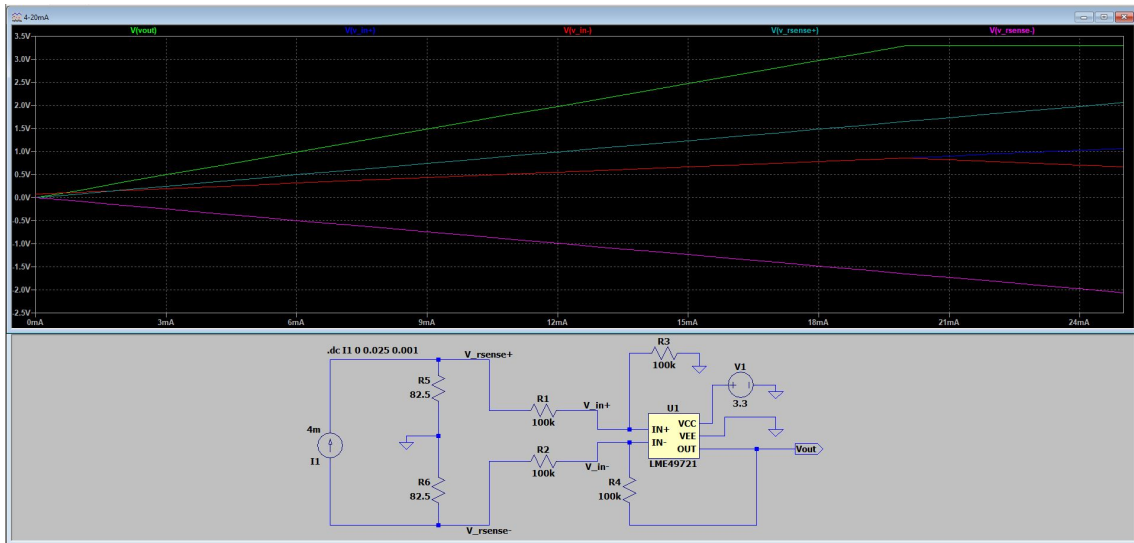 4-20mA
V(vout) V(v_in+) V(v_in-) V(v_rsense+) V(v_rsense-)
3.5V
3.0V
2.5V
2.0V
1.5V
1.0V
0.5V
0.0V
-0.5V
-1.0V
-1.5V
-2.0V
-2.5V
0mA 3mA 6mA 9mA 12mA 15mA 18mA 21mA 24mA
.dc I1 0 0.025 0.001
V_rsense+
R3
100k
V1
3.3
R5
82.5
R1
100k
V_in+
U1
IN+ VCC
IN- VEE
OUT
LME49721
Vout
4m
I1
R2
100k
V_in-
R4
100k
R6
82.5
V_rsense-